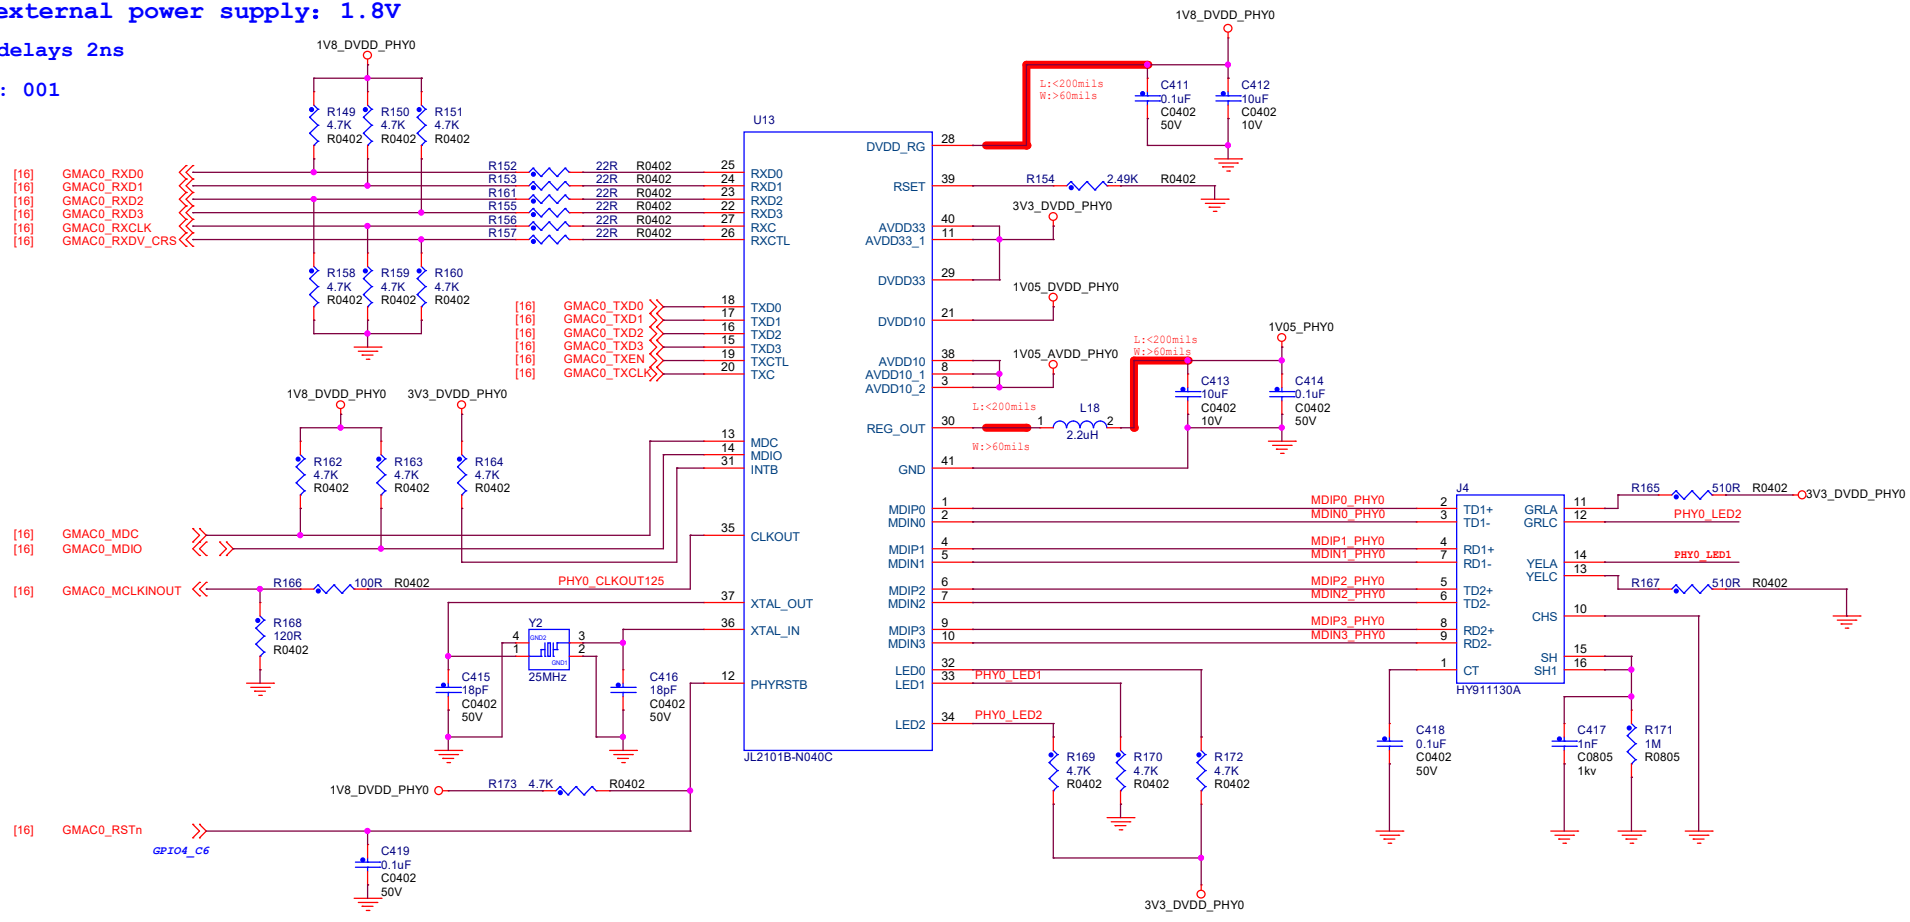 external power supply: 1.8V
delays 2ns
: 001
1V8_DVDD_PHY0
R149
4.7K
R0402
R150
4.7K
R0402
R151
4.7K
R0402
[16] GMAC0_RXD0
[16] GMAC0_RXD1
[16] GMAC0_RXD2
[16] GMAC0_RXD3
[16] GMAC0_RXCLK
[16] GMAC0_RXDV_CRS
R152 22R R0402
R153 22R R0402
R161 22R R0402
R155 22R R0402
R156 22R R0402
R157 22R R0402
R158
4.7K
R0402
R159
4.7K
R0402
R160
4.7K
R0402
[16] GMAC0_TXD0
[16] GMAC0_TXD1
[16] GMAC0_TXD2
[16] GMAC0_TXD3
[16] GMAC0_TXEN
[16] GMAC0_TXCLK
1V8_DVDD_PHY0
3V3_DVDD_PHY0
R162
4.7K
R0402
R163
4.7K
R0402
R164
4.7K
R0402
[16] GMAC0_MDC
[16] GMAC0_MDIO
[16] GMAC0_MCLKINOUT
R166 100R R0402
PHY0_CLKOUT125
R168
120R
R0402
Y2
4
1
GND2
GND1
3
2
25MHz
C415
18pF
C0402
50V
C416
18pF
C0402
50V
1V8_DVDD_PHY0
R173 4.7K R0402
[16] GMAC0_RSTn
GPIO4_C6
C419
0.1uF
C0402
50V
U13
25 RXD0
24 RXD1
23 RXD2
22 RXD3
27 RXC
26 RXCTL
18 TXD0
17 TXD1
16 TXD2
15 TXD3
19 TXCTL
20 TXC
13 MDC
14 MDIO
31 INTB
35 CLKOUT
37 XTAL_OUT
36 XTAL_IN
12 PHYRSTB
JL2101B-N040C
DVDD_RG 28
RSET 39
AVDD33 40
AVDD33_1 11
DVDD33 29
DVDD10 21
AVDD10 38
AVDD10_1 8
AVDD10_2 3
REG_OUT 30
GND 41
MDIP0 1
MDIN0 2
MDIP1 4
MDIN1 5
MDIP2 6
MDIN2 7
MDIP3 9
MDIN3 10
LED0 32
LED1 33
LED2 34
1V8_DVDD_PHY0
L:<200mils
W:>60mils
C411
0.1uF
C0402
50V
C412
10uF
C0402
10V
R154 2.49K R0402
3V3_DVDD_PHY0
1V05_DVDD_PHY0
1V05_AVDD_PHY0
1V05_PHY0
L:<200mils
W:>60mils
L:<200mils
W:>60mils
1 L18 2
2.2uH
C413
10uF
C0402
10V
C414
0.1uF
C0402
50V
MDIP0_PHY0
MDIN0_PHY0
MDIP1_PHY0
MDIN1_PHY0
MDIP2_PHY0
MDIN2_PHY0
MDIP3_PHY0
MDIN3_PHY0
PHY0_LED1
PHY0_LED2
R169
4.7K
R0402
R170
4.7K
R0402
R172
4.7K
R0402
3V3_DVDD_PHY0
J4
2 TD1+
3 TD1-
4 RD1+
7 RD1-
5 TD2+
6 TD2-
8 RD2+
9 RD2-
1 CT
GRLA 11
GRLC 12
YELA 14
YELC 13
CHS 10
SH 15
SH1 16
HY911130A
R165 510R R0402
3V3_DVDD_PHY0
PHY0_LED2
PHY0_LED1
R167 510R R0402
C418
0.1uF
C0402
50V
C417
1nF
C0805
1kv
R171
1M
R0805